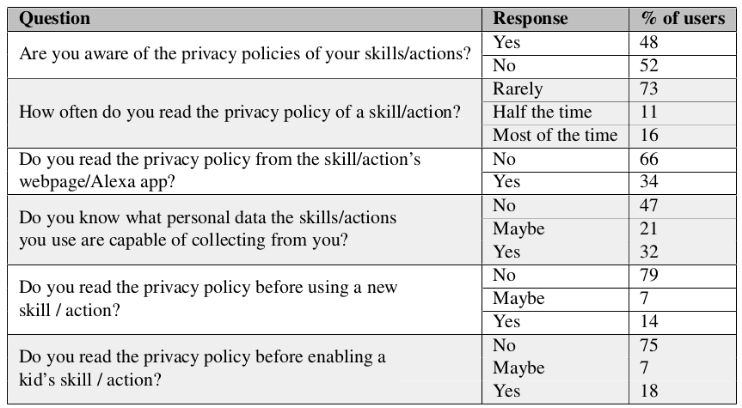 Question Response % of users
Are you aware of the privacy policies of your skills/actions? Yes 48
No 52
How often do you read the privacy policy of a skill/action? Rarely 73
Half the time 11
Most of the time 16
Do you read the privacy policy from the skill/action's
webpage/Alexa app? No 66
Yes 34
Do you know what personal data the skills/actions
you use are capable of collecting from you? No 47
Maybe 21
Yes 32
Do you read the privacy policy before using a new
skill / action? No 79
Maybe 7
Yes 14
Do you read the privacy policy before enabling a
kid's skill / action? No 75
Maybe 7
Yes 18